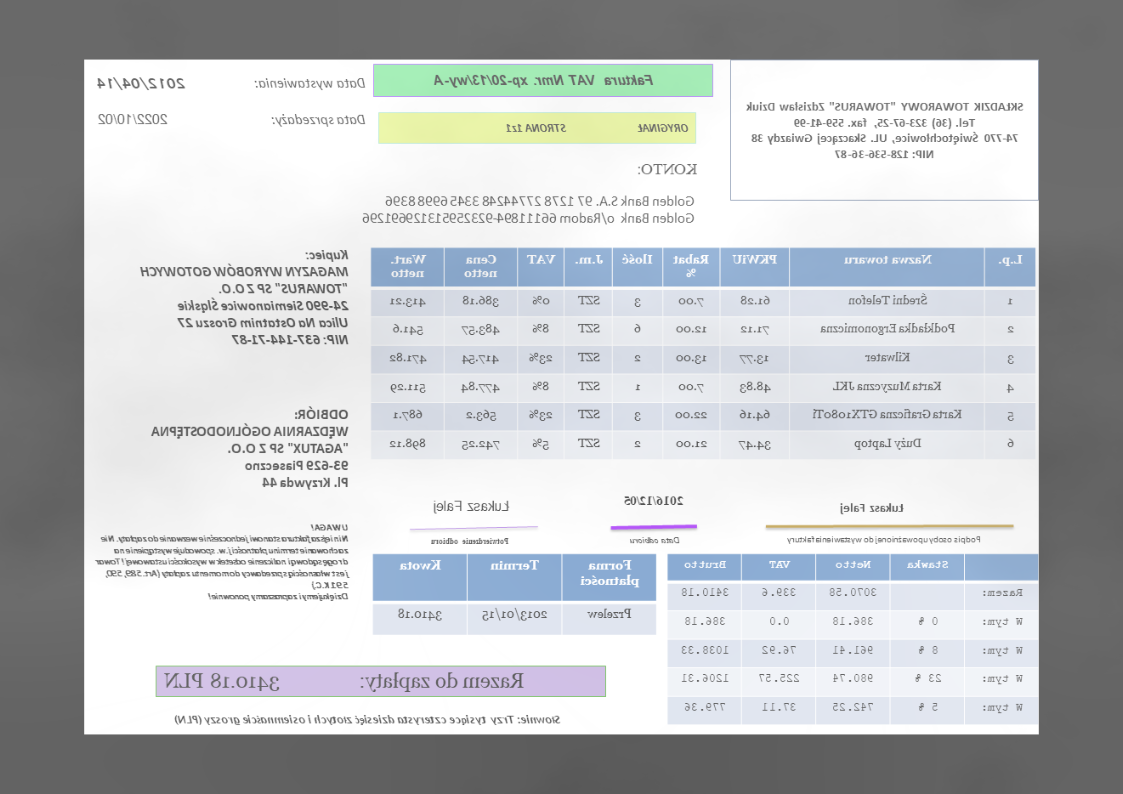 SKŁADZIK TOWAROWY "TOWARUS" Zdzisław Dziuk
Tel. (36) 323-67-25, fax. 559-41-99
74-770 Świętochłowice, UL. Skaczącej Gwiazdy 38
NIP: 128-536-36-87
Faktura VAT Nmr. xp-20/13/wy-A
ORYGINAŁ STRONA 1z1
Data wystawienia: 2012/04/14
Data sprzedaży: 2022/10/02
KONTO:
Golden Bank S.A. 97 1278 27744248 3345 6998 8396
Golden Bank o/Radom 66111894-923259513129691296
L.p. Nazwa towaru PKWiU Rabat % Ilość J.m. VAT Cena netto Wart. netto
1 Średni Telefon 61.28 7.00 3 SZT 0% 386.18 413.21
2 Podkładka Ergonomiczna 71.12 12.00 6 SZT 8% 483.57 541.6
3 Kilwater 13.77 13.00 2 SZT 23% 417.54 471.82
4 Karta Muzyczna JKL 48.83 7.00 1 SZT 8% 477.84 511.29
5 Karta Graficzna GTX1080Ti 64.16 22.00 3 SZT 23% 563.2 687.1
6 Duży Laptop 34.47 21.00 2 SZT 5% 742.25 898.12
Kupiec:
MAGAZYN WYROBÓW GOTOWYCH
"TOWARUS" SP Z O.O.
24-990 Siemianowice Śląskie
Ulica Na Ostatnim Groszu 27
NIP: 637-144-71-87
ODBIÓR:
WĘDZARNIA OGÓLNODOSTĘPNA
"AGATUX" SP Z O.O.
93-629 Piaseczno
Pl. Krzywda 44
UWAGA!
Niniejsza faktura stanowi jednocześnie wezwanie do zapłaty. Nie
zachowanie terminu płatności j.w. spowoduje wystąpienie na
drogę sądową i naliczenie odsetek w wysokości ustawowej! Towar
jest własnością sprzedawcy do momentu zapłaty (Art. 589, 590,
591 K.C.)
Dziękujemy i zapraszamy ponownie!
Łukasz Falej
Podpis osoby upoważnionej do wystawienia faktury
2016/12/05
Data odbioru
Łukasz Falej
Potwierdzenie odbioru
Stawka Netto VAT Brutto
Razem: 3070.58 339.6 3410.18
W tym: 0 % 386.18 0.0 386.18
W tym: 8 % 961.41 76.92 1038.33
W tym: 23 % 980.74 225.57 1206.31
W tym: 5 % 742.25 37.11 779.36
Forma płatności Termin Kwota
Przelew 2013/01/15 3410.18
Razem do zapłaty: 3410.18 PLN
Słownie: Trzy tysiące czterysta dziesięć złotych i osiemnaście groszy (PLN)